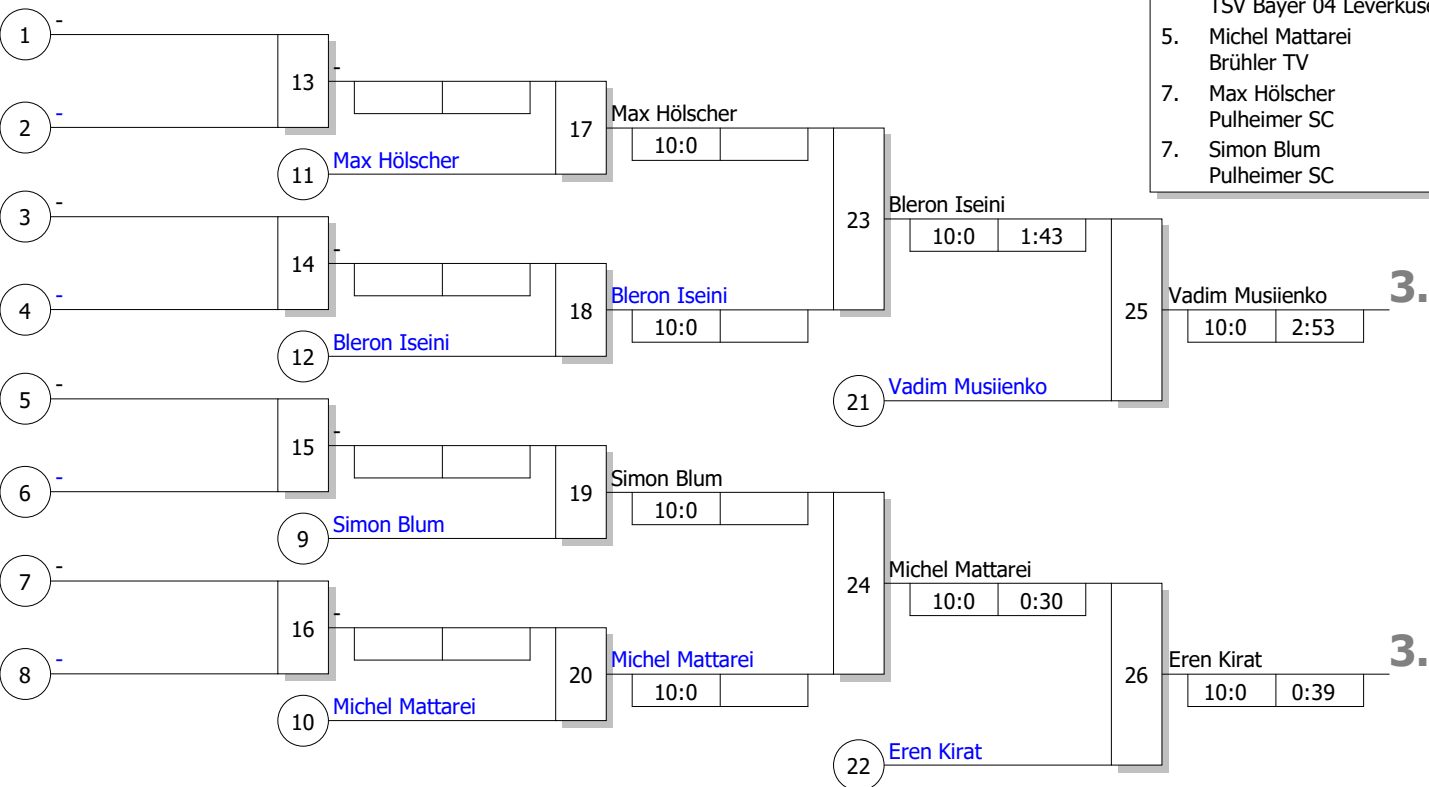 TSV Bayer 04 Leverkuse
5. Michel Mattarei
Brühler TV
7. Max Hölscher
Pulheimer SC
7. Simon Blum
Pulheimer SC
1 -
2 -
3 -
4 -
5 -
6 -
7 -
8 -
13 -
14 -
15 -
16 -
11 Max Hölscher
12 Bleron Iseini
9 Simon Blum
10 Michel Mattarei
17 Max Hölscher
10:0
18 Bleron Iseini
10:0
19 Simon Blum
10:0
20 Michel Mattarei
10:0
23 Bleron Iseini
10:0 1:43
21 Vadim Musiienko
24 Michel Mattarei
10:0 0:30
22 Eren Kirat
25 Vadim Musiienko 3.
10:0 2:53
26 Eren Kirat 3.
10:0 0:39